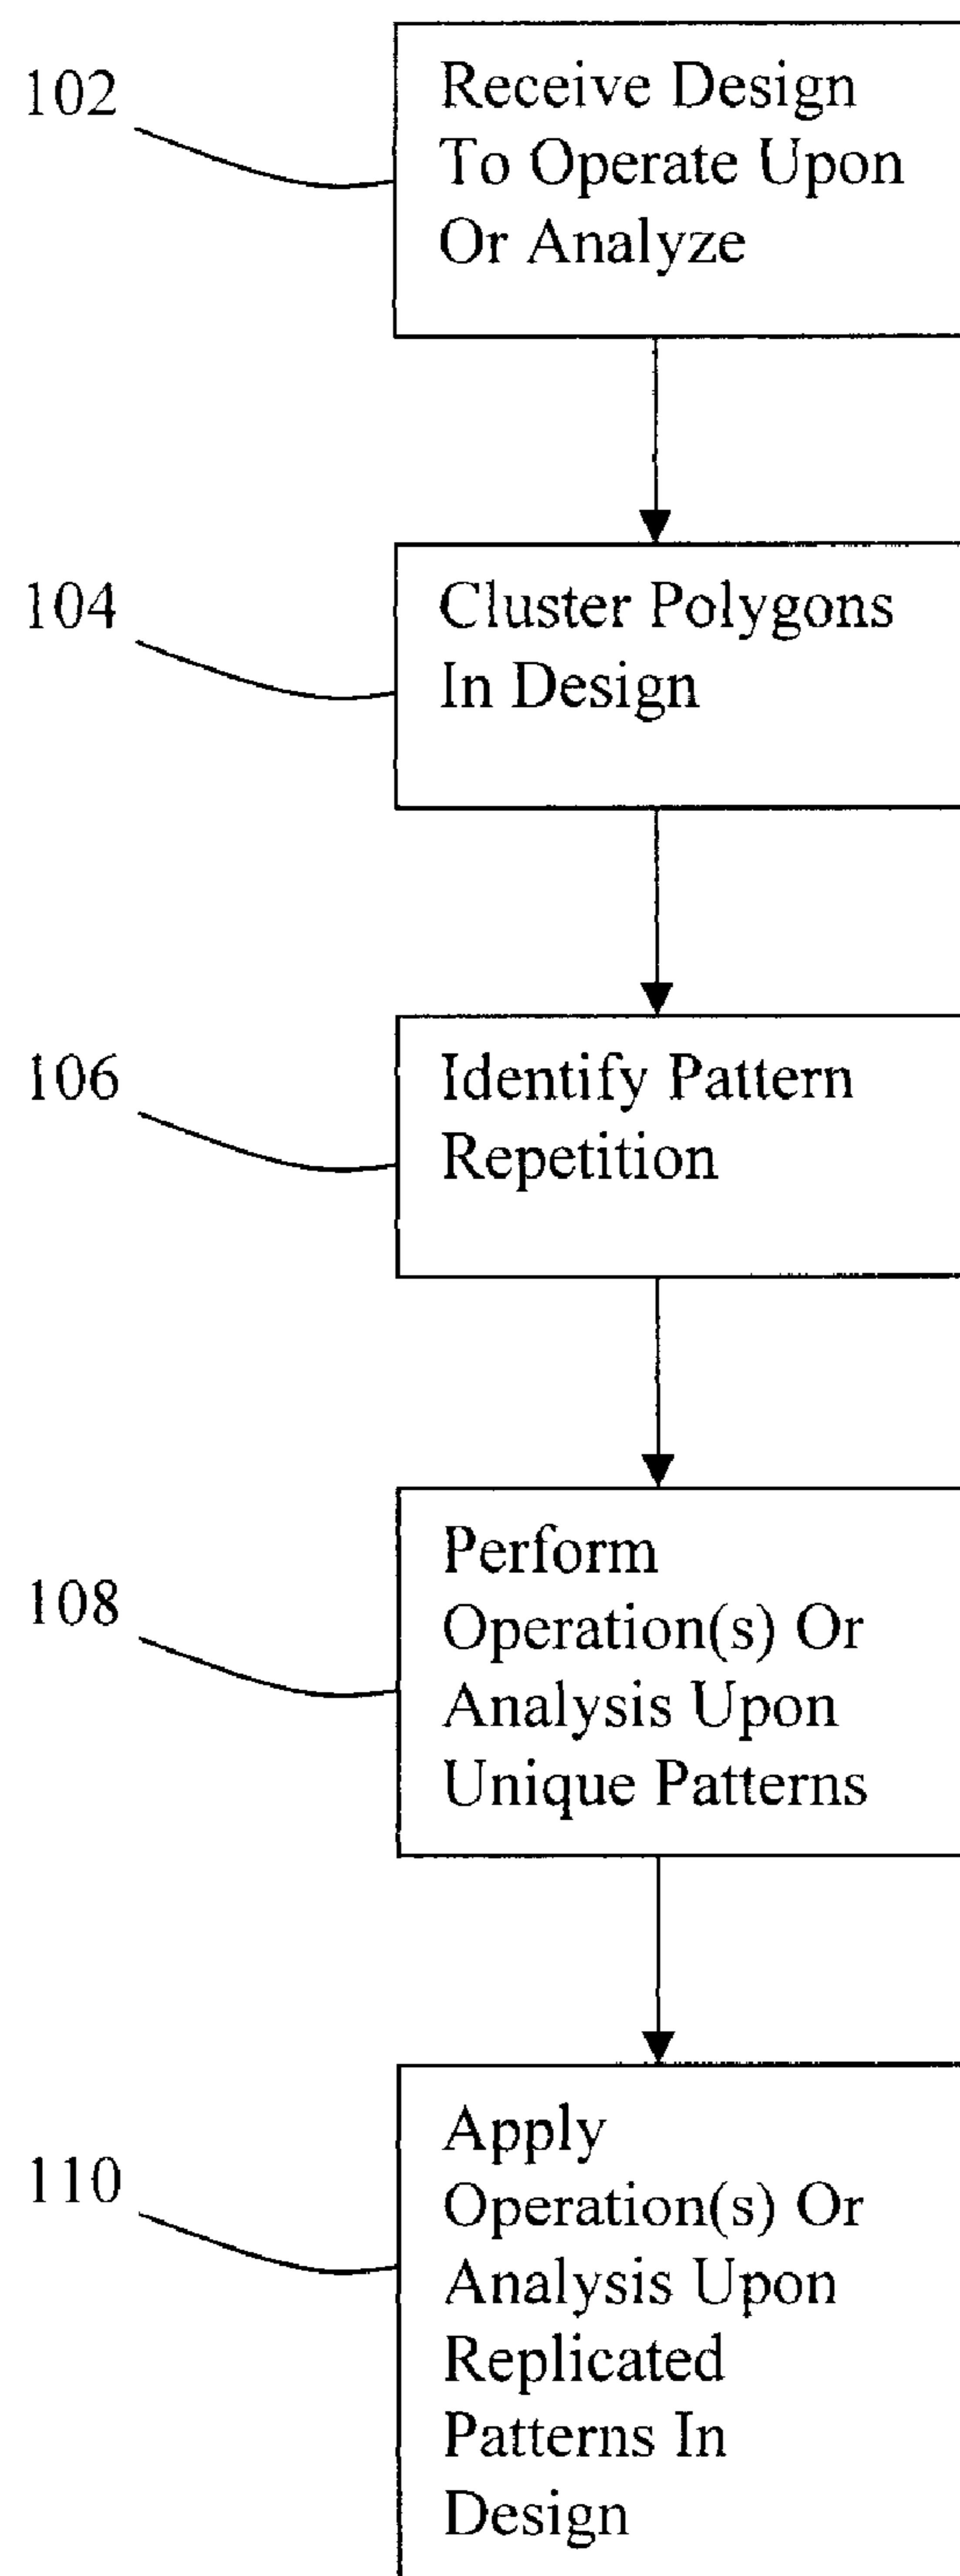 102
Receive Design
To Operate Upon
Or Analyze
104
Cluster Polygons
In Design
106
Identify Pattern
Repetition
108
Perform
Operation(s) Or
Analysis Upon
Unique Patterns
110
Apply
Operation(s) Or
Analysis Upon
Replicated
Patterns In
Design